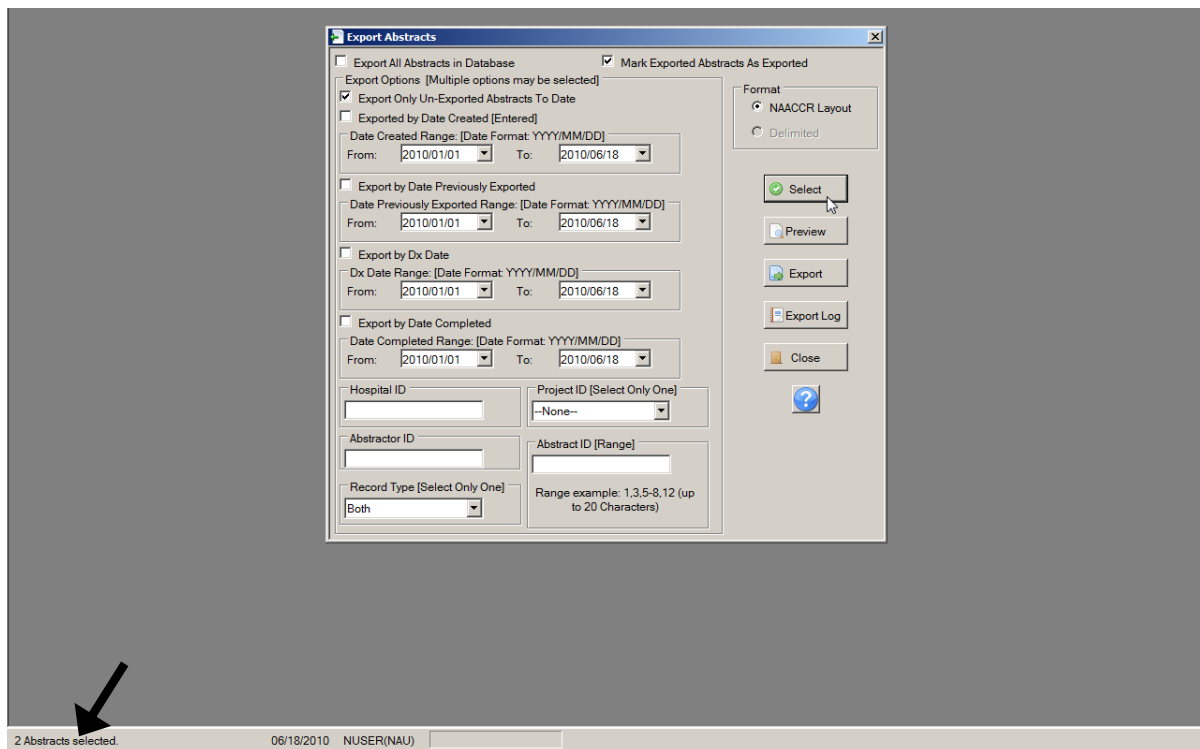 Export Abstracts
Export All Abstracts in Database
Mark Exported Abstracts As Exported
Export Options [Multiple options may be selected]
Export Only Un-Exported Abstracts To Date
Exported by Date Created [Entered]
Date Created Range: [Date Format: YYYY/MM/DD]
From: 2010/01/01 To: 2010/06/18
Export by Date Previously Exported
Date Previously Exported Range: [Date Format: YYYY/MM/DD]
From: 2010/01/01 To: 2010/06/18
Export by Dx Date
Dx Date Range: [Date Format: YYYY/MM/DD]
From: 2010/01/01 To: 2010/06/18
Export by Date Completed
Date Completed Range: [Date Format: YYYY/MM/DD]
From: 2010/01/01 To: 2010/06/18
Hospital ID
Project ID [Select Only One]
--None--
Abstractor ID
Abstract ID [Range]
Range example: 1,3,5-8,12 (up
to 20 Characters)
Record Type [Select Only One]
Both
Format
NAACCR Layout
Delimited
Select
Preview
Export
Export Log
Close
?
2 Abstracts selected. 06/18/2010 NUSER(NAU)